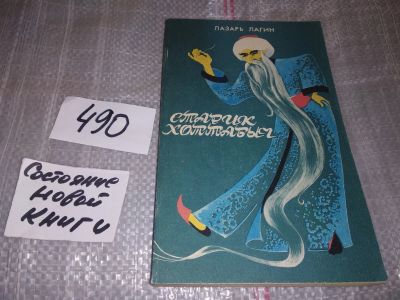 ЛАЗАРЬ ЛАГИН
СТАРИК
ХОТТАБЫЧ
490
Состояние
новой
книги